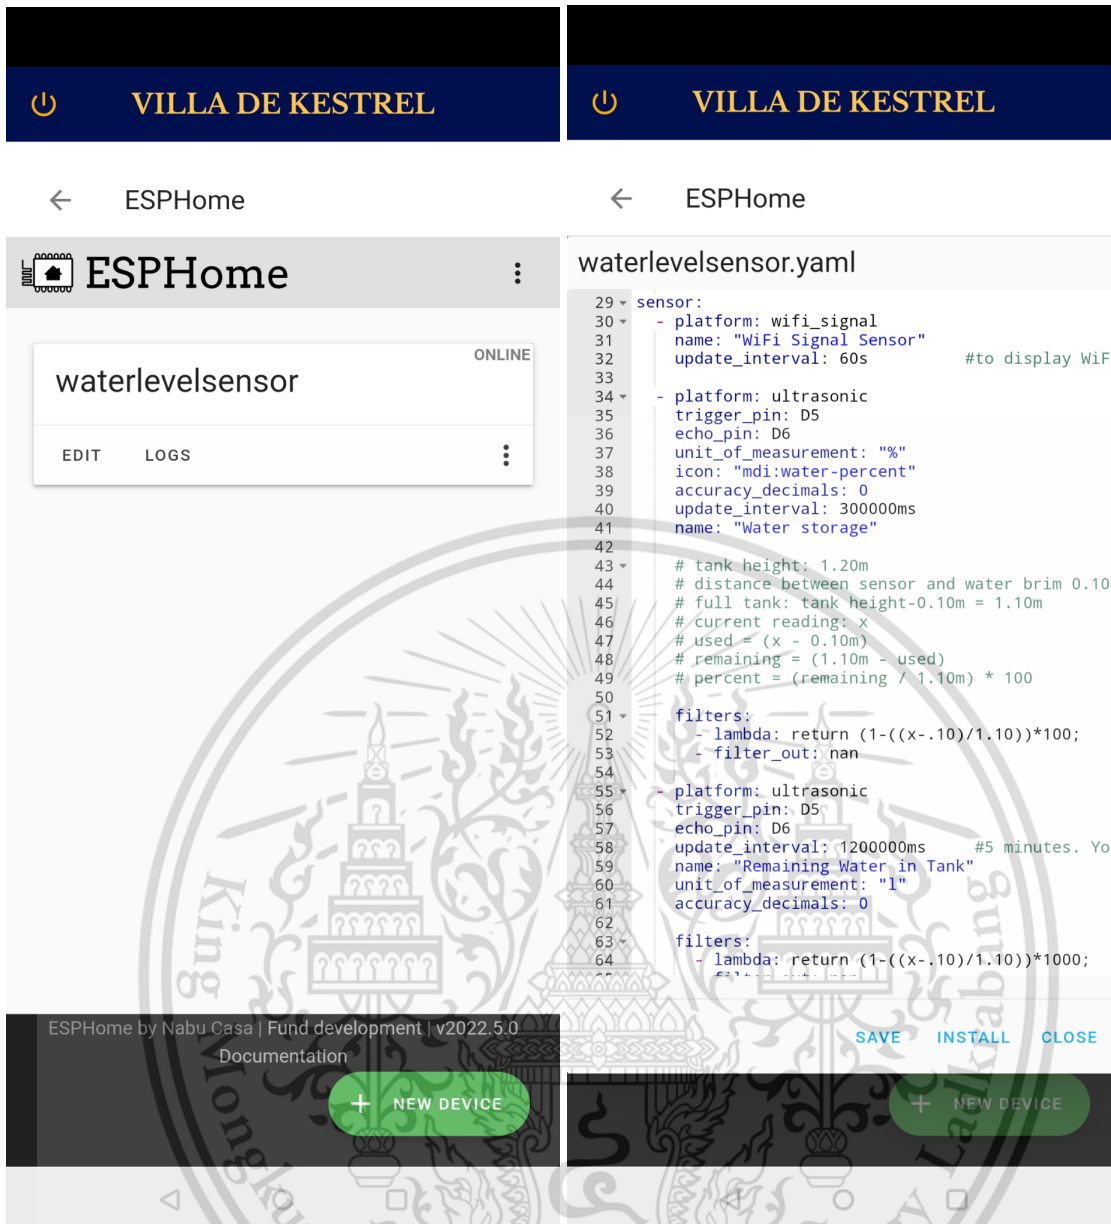 VILLA DE KESTREL
ESPHome
ESPHome
ONLINE
waterlevelsensor
EDIT LOGS
ESPHome by Nabu Casa | Fund development | v2022.5.0
Documentation
+ NEW DEVICE
VILLA DE KESTREL
ESPHome
waterlevelsensor.yaml
29 sensor:
30 - platform: wifi_signal
31 name: "WiFi Signal Sensor"
32 update_interval: 60s #to display WiF
33
34 - platform: ultrasonic
35 trigger_pin: D5
36 echo_pin: D6
37 unit_of_measurement: "%"
38 icon: "mdi:water-percent"
39 accuracy_decimals: 0
40 update_interval: 300000ms
41 name: "Water storage"
42
43 # tank height: 1.20m
44 # distance between sensor and water brim 0.10
45 # full tank: tank height-0.10m = 1.10m
46 # current reading: x
47 # used = (x - 0.10m)
48 # remaining = (1.10m - used)
49 # percent = (remaining / 1.10m) * 100
50
51 filters:
52 - lambda: return (1-((x-.10)/1.10))*100;
53 - filter_out: nan
54
55 - platform: ultrasonic
56 trigger_pin: D5
57 echo_pin: D6
58 update_interval: 1200000ms #5 minutes. Yo
59 name: "Remaining Water in Tank"
60 unit_of_measurement: "l"
61 accuracy_decimals: 0
62
63 filters:
64 - lambda: return (1-((x-.10)/1.10))*1000;
SAVE INSTALL CLOSE
+ NEW DEVICE
King Mongkut's
Ladkrabang